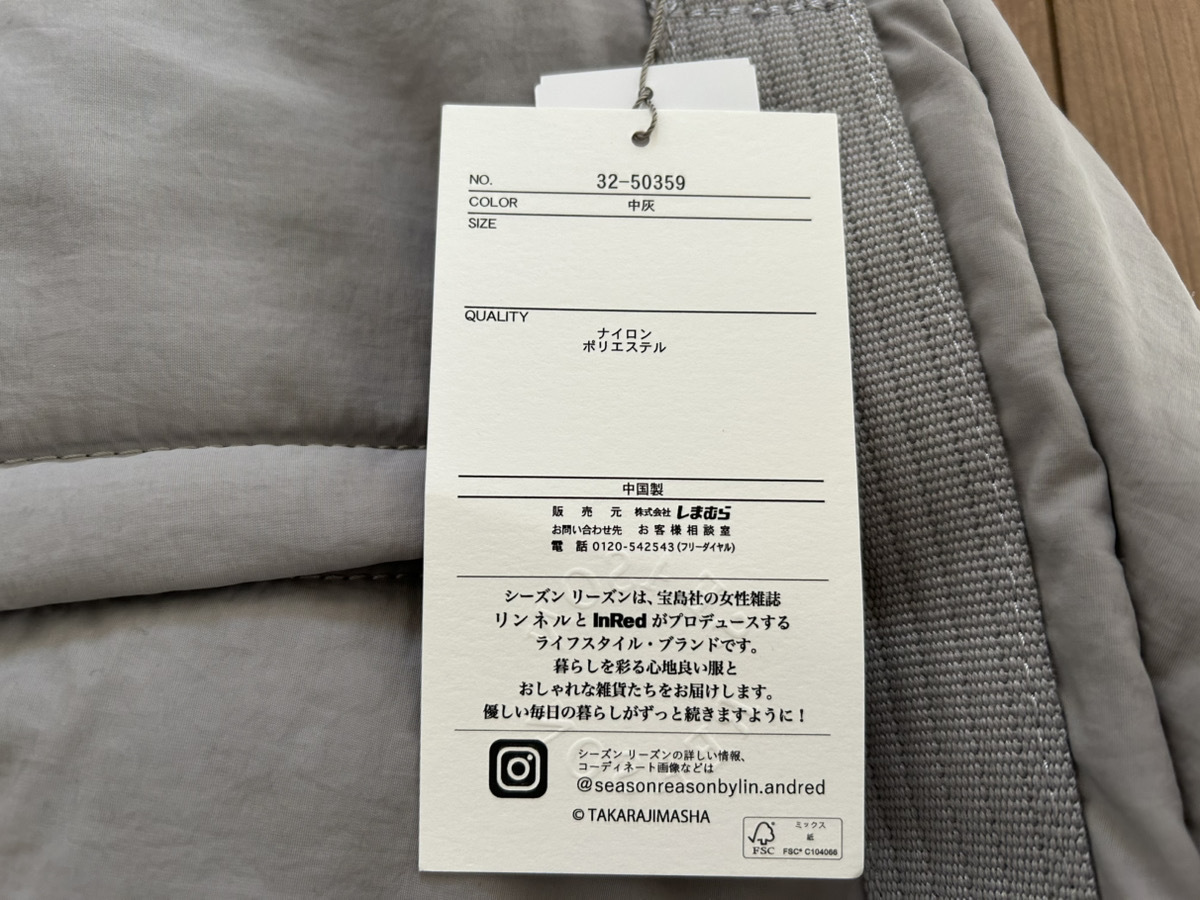 NO. 32-50359
COLOR 中灰
SIZE
QUALITY
ナイロン
ポリエステル
中国製
販売元 株式会社 しまむら
お問い合わせ先 お客様相談室
電話 0120-542543(フリーダイヤル)
シーズン リーズンは、宝島社の女性雑誌
リンネルと InRed がプロデュースする
ライフスタイル・ブランドです。
暮らしを彩る心地良い服と
おしゃれな雑貨たちをお届けします。
優しい毎日の暮らしがずっと続きますように!
シーズン リーズンの詳しい情報、
コーディネート画像などは
@seasonreasonbylin.andred
© TAKARAJIMASHA
ミックス
紙
FSC
FSC® C104066